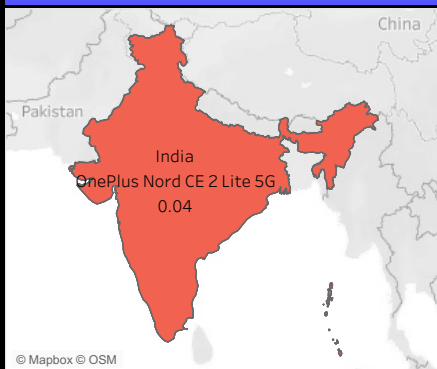 China
Pakistan
India
OnePlus Nord CE 2 Lite 5G
0.04
© Mapbox © OSM